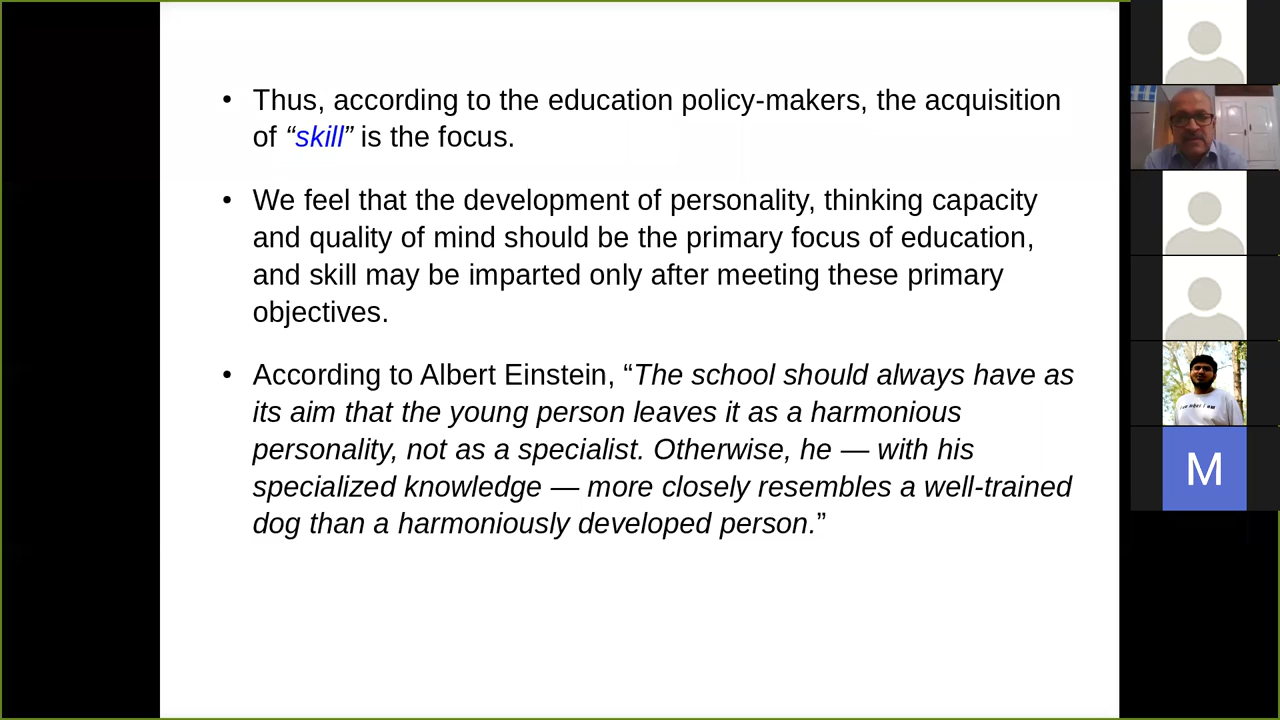 • Thus, according to the education policy-makers, the acquisition
of “skill” is the focus.
• We feel that the development of personality, thinking capacity
and quality of mind should be the primary focus of education,
and skill may be imparted only after meeting these primary
objectives.
• According to Albert Einstein, “The school should always have as
its aim that the young person leaves it as a harmonious
personality, not as a specialist. Otherwise, he — with his
specialized knowledge — more closely resembles a well-trained
dog than a harmoniously developed person.”
M